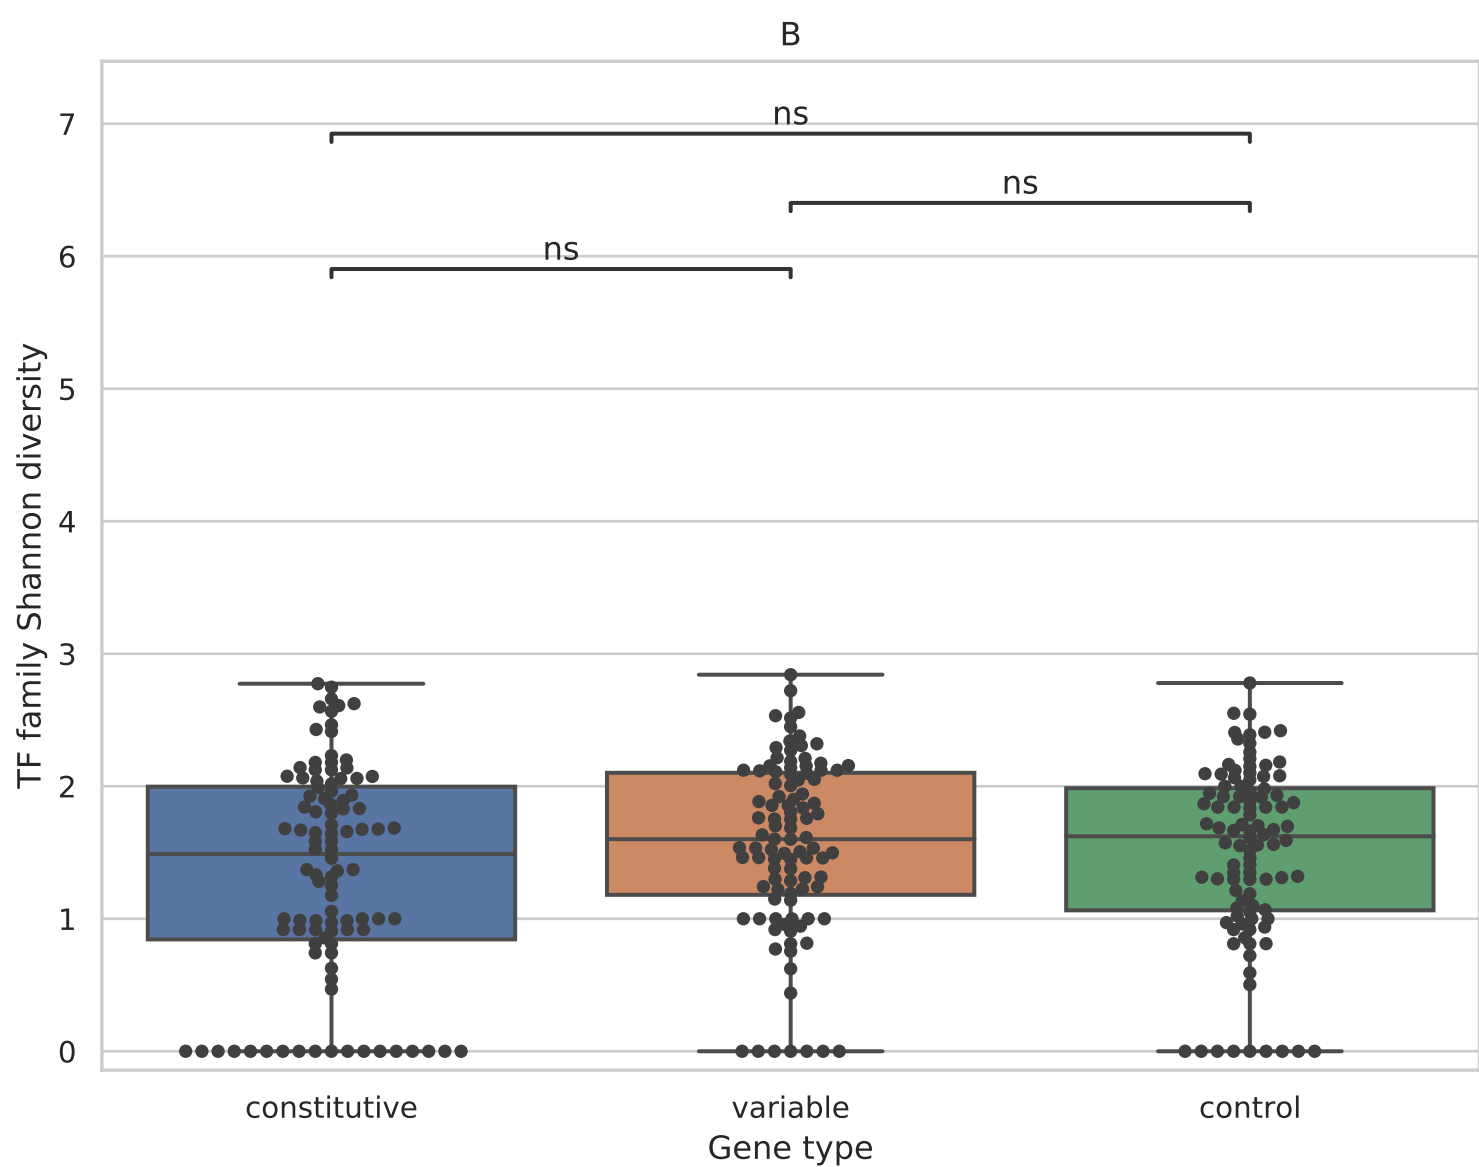 B
ns
ns
ns
7
6
5
4
3
2
1
0
TF family Shannon diversity
constitutive
variable
control
Gene type